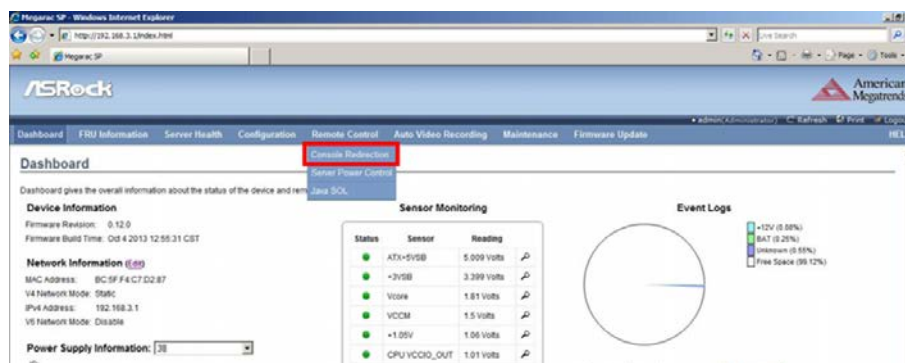 Megarac SP - Windows Internet Explorer
http://192.168.3.1/index.html
Live Search
Megarac SP
Page
Tools
ASRock
American Megatrends
admin(Administrator) Refresh Print Logou
Dashboard FRU Information Server Health Configuration Remote Control Auto Video Recording Maintenance Firmware Update HEL
Console Redirection
Server Power Control
Java SOL
Dashboard
Dashboard gives the overall information about the status of the device and rem
Device Information
Firmware Revision: 0.12.0
Firmware Build Time: Oct 4 2013 12:55:31 CST
Network Information (Edit)
MAC Address: BC:5F:F4:C7:D2:87
V4 Network Mode: Static
IPv4 Address: 192.168.3.1
V6 Network Mode: Disable
Power Supply Information:
Sensor Monitoring
Status Sensor Reading
ATX+5VSB 5.009 Volts
+3VSB 3.399 Volts
Vcore 1.81 Volts
VCCM 1.5 Volts
+1.05V 1.06 Volts
CPU VCCIO_OUT 1.01 Volts
Event Logs
+12V (0.08%)
BAT (0.25%)
Unknown (0.55%)
Free Space (99.12%)